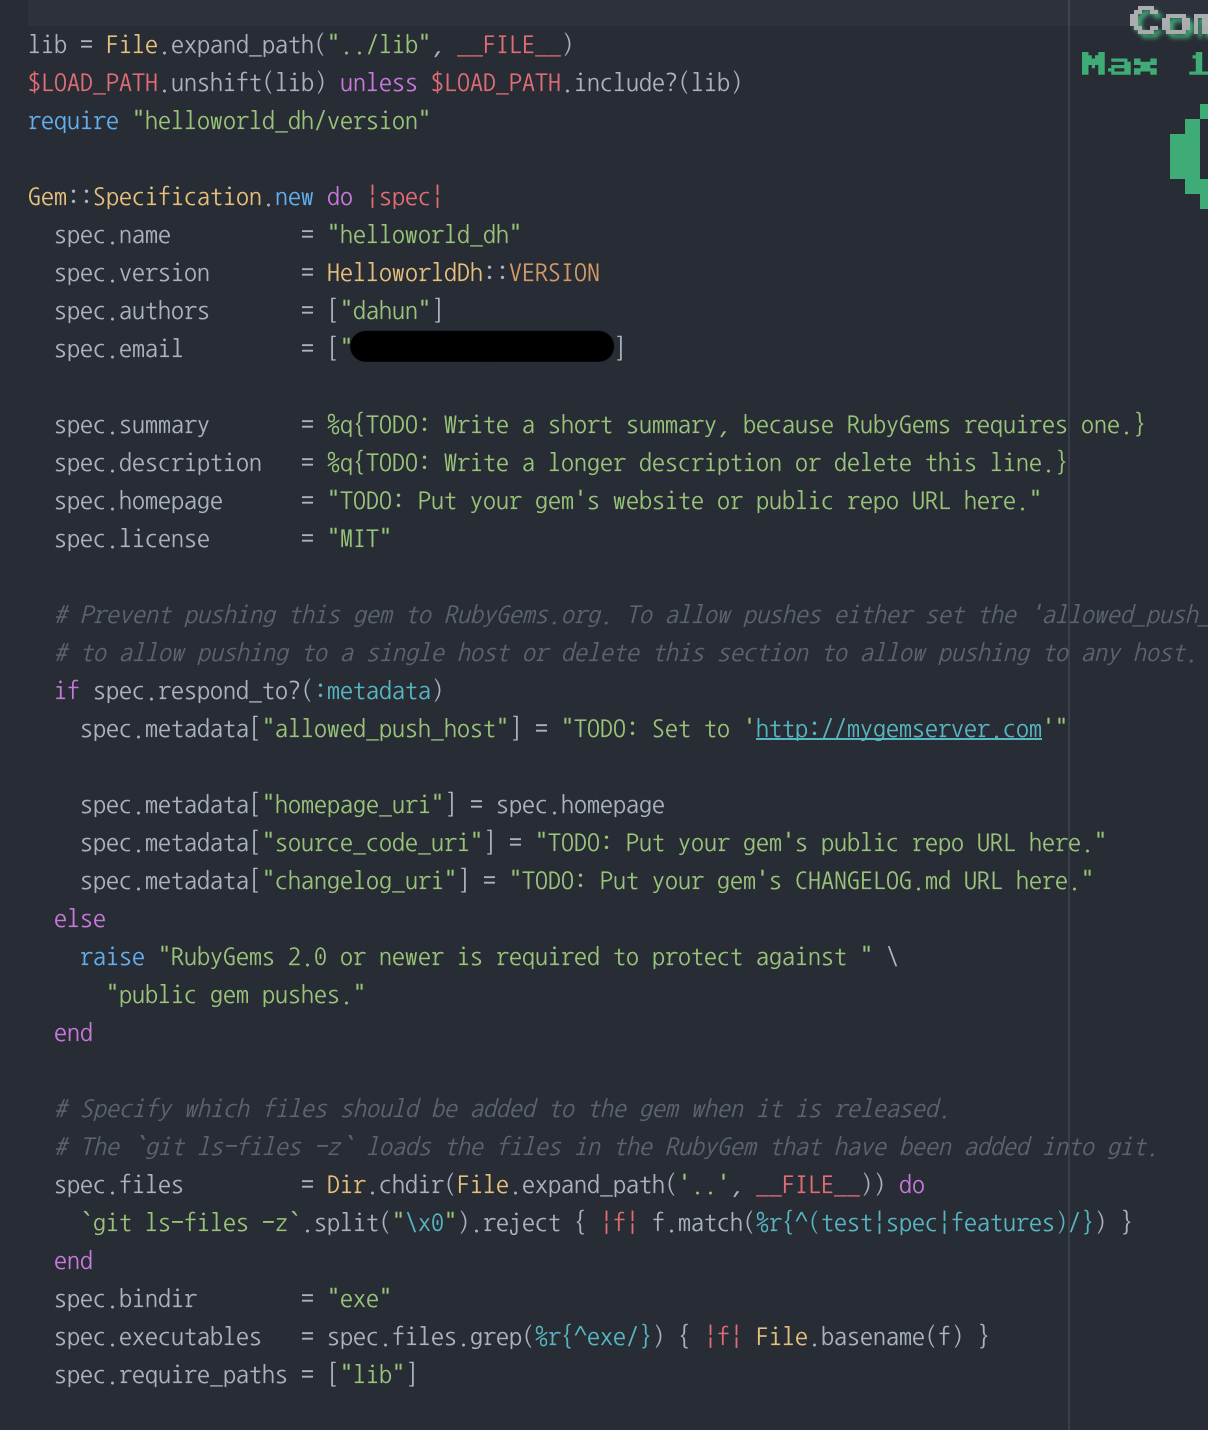 Com
Max 1
lib = File.expand_path("../lib", __FILE__)
$LOAD_PATH.unshift(lib) unless $LOAD_PATH.include?(lib)
require "helloworld_dh/version"
Gem::Specification.new do |spec|
  spec.name          = "helloworld_dh"
  spec.version       = HelloworldDh::VERSION
  spec.authors       = ["dahun"]
  spec.email         = ["]
  spec.summary       = %q{TODO: Write a short summary, because RubyGems requires one.}
  spec.description   = %q{TODO: Write a longer description or delete this line.}
  spec.homepage      = "TODO: Put your gem's website or public repo URL here."
  spec.license       = "MIT"
  # Prevent pushing this gem to RubyGems.org. To allow pushes either set the 'allowed_push_
  # to allow pushing to a single host or delete this section to allow pushing to any host.
  if spec.respond_to?(:metadata)
    spec.metadata["allowed_push_host"] = "TODO: Set to 'http://mygemserver.com'"
    spec.metadata["homepage_uri"] = spec.homepage
    spec.metadata["source_code_uri"] = "TODO: Put your gem's public repo URL here."
    spec.metadata["changelog_uri"] = "TODO: Put your gem's CHANGELOG.md URL here."
  else
    raise "RubyGems 2.0 or newer is required to protect against " \
      "public gem pushes."
  end
  # Specify which files should be added to the gem when it is released.
  # The `git ls-files -z` loads the files in the RubyGem that have been added into git.
  spec.files         = Dir.chdir(File.expand_path('..', __FILE__)) do
    `git ls-files -z`.split("\x0").reject { |f| f.match(%r{^(test|spec|features)/}) }
  end
  spec.bindir        = "exe"
  spec.executables   = spec.files.grep(%r{^exe/}) { |f| File.basename(f) }
  spec.require_paths = ["lib"]